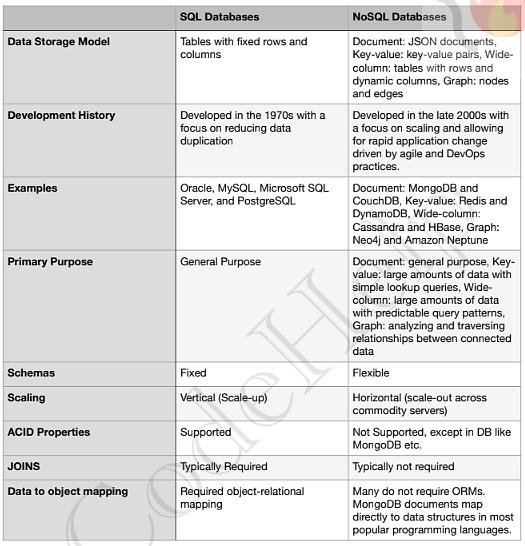 SQL Databases NoSQL Databases
Data Storage Model Tables with fixed rows and Document: JSON documents,
columns Key-value: key-value pairs, Wide-
column: tables with rows and
dynamic columns, Graph: nodes
and edges
Development History Developed in the 1970s with a Developed in the late 2000s with
focus on reducing data a focus on scaling and allowing
duplication for rapid application change
driven by agile and DevOps
practices.
Examples Oracle, MySQL, Microsoft SQL Document: MongoDB and
Server, and PostgreSQL CouchDB, Key-value: Redis and
DynamoDB, Wide-column:
Cassandra and HBase, Graph:
Neo4j and Amazon Neptune
Primary Purpose General Purpose Document: general purpose, Key-
value: large amounts of data with
simple lookup queries, Wide-
column: large amounts of data
with predictable query patterns,
Graph: analyzing and traversing
relationships between connected
data
Schemas Fixed Flexible
Scaling Vertical (Scale-up) Horizontal (scale-out across
commodity servers)
ACID Properties Supported Not Supported, except in DB like
MongoDB etc.
JOINS Typically Required Typically not required
Data to object mapping Required object-relational Many do not require ORMs.
mapping MongoDB documents map
directly to data structures in most
popular programming languages.